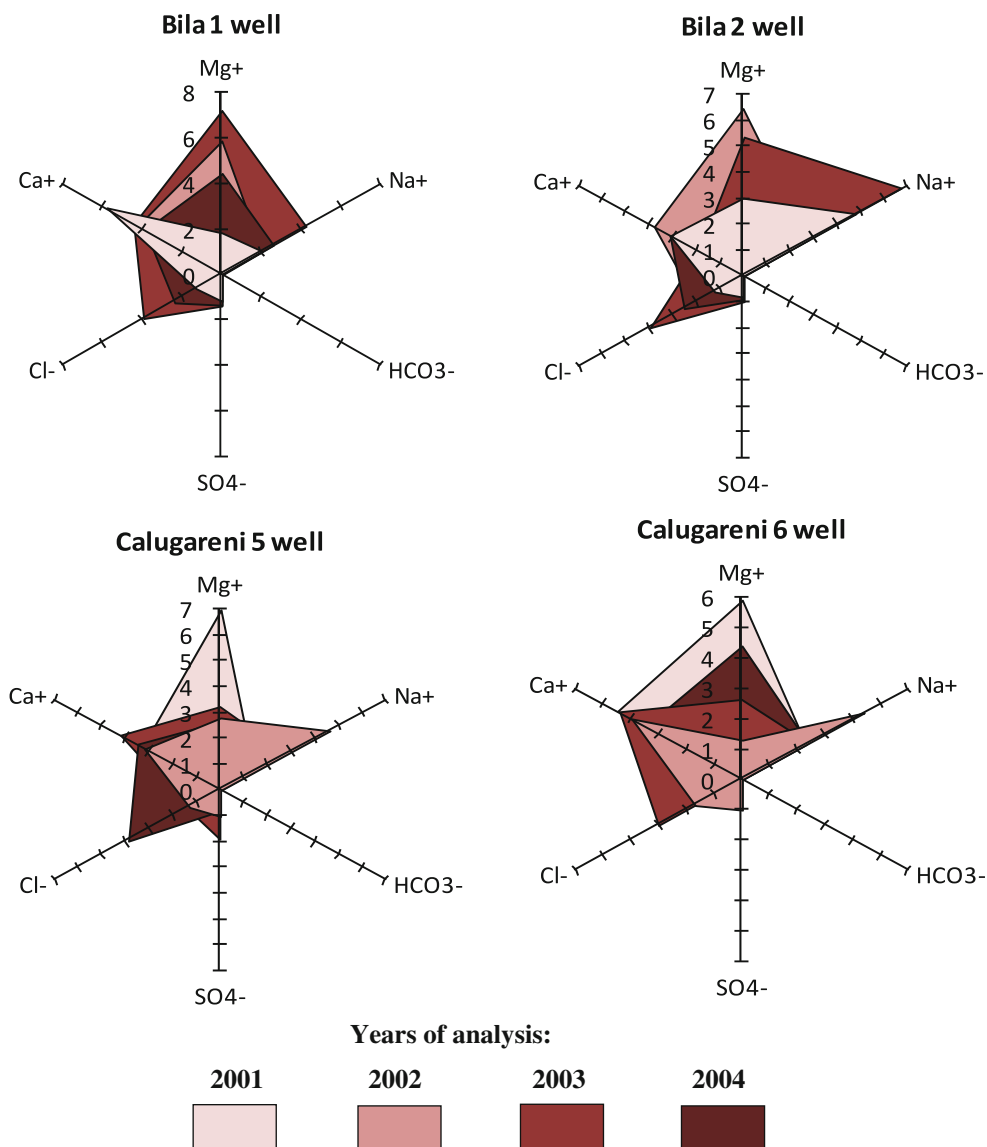 Bila 1 well
Mg+
8
6
4
2
0
Ca+
Na+
Cl-
HCO3-
SO4-
Bila 2 well
Mg+
7
6
5
4
3
2
1
0
Ca+
Na+
Cl-
HCO3-
SO4-
Calugareni 5 well
Mg+
7
6
5
4
3
2
1
0
Ca+
Na+
Cl-
HCO3-
SO4-
Calugareni 6 well
Mg+
6
5
4
3
2
1
0
Ca+
Na+
Cl-
HCO3-
SO4-
Years of analysis:
2001 2002 2003 2004